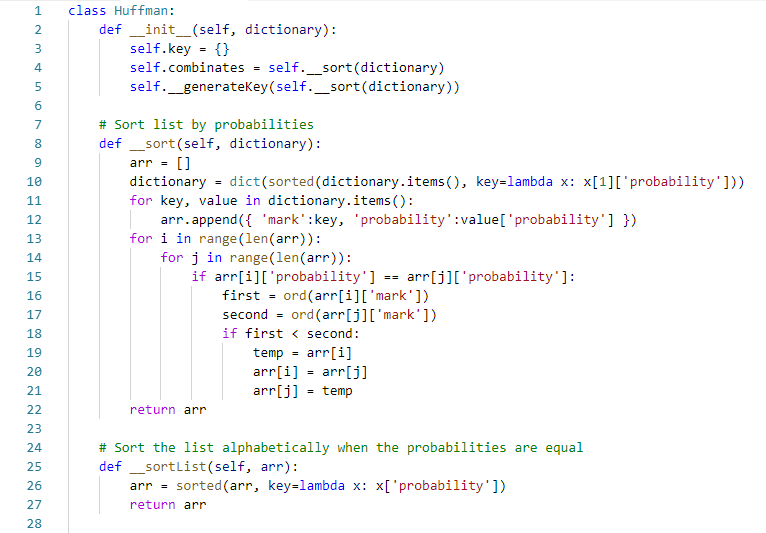 1 class Huffman:
2     def __init__(self, dictionary):
3         self.key = {}
4         self.combinates = self.__sort(dictionary)
5         self.__generateKey(self.__sort(dictionary))
6
7     # Sort list by probabilities
8     def __sort(self, dictionary):
9         arr = []
10         dictionary = dict(sorted(dictionary.items(), key=lambda x: x[1]['probability']))
11         for key, value in dictionary.items():
12             arr.append({ 'mark':key, 'probability':value['probability'] })
13         for i in range(len(arr)):
14             for j in range(len(arr)):
15                 if arr[i]['probability'] == arr[j]['probability']:
16                     first = ord(arr[i]['mark'])
17                     second = ord(arr[j]['mark'])
18                     if first < second:
19                         temp = arr[i]
20                         arr[i] = arr[j]
21                         arr[j] = temp
22         return arr
23
24     # Sort the list alphabetically when the probabilities are equal
25     def __sortList(self, arr):
26         arr = sorted(arr, key=lambda x: x['probability'])
27         return arr
28